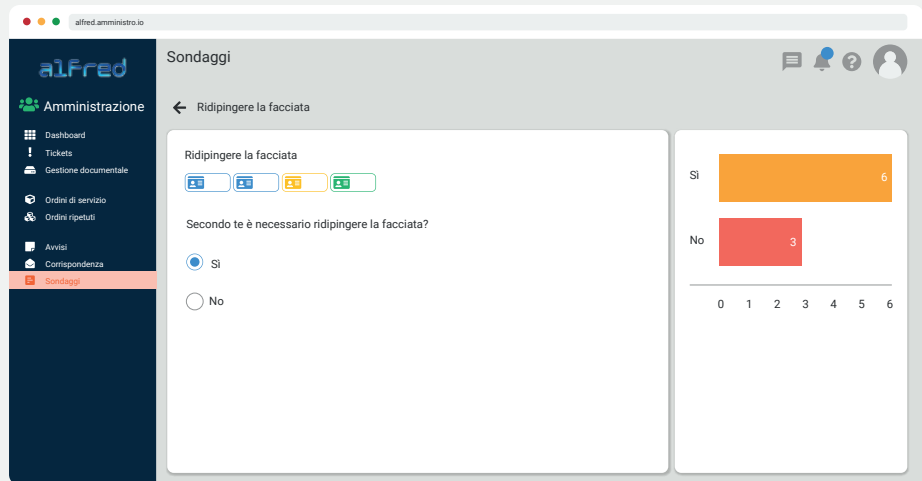 alfred.amministro.io
alfred
Amministrazione
Dashboard
Tickets
Gestione documentale
Ordini di servizio
Ordini ripetuti
Avvisi
Corrispondenza
Sondaggi
Sondaggi
Ridipingere la facciata
Ridipingere la facciata
Secondo te è necessario ridipingere la facciata?
Sì
No
Sì 6
No 3
0 1 2 3 4 5 6